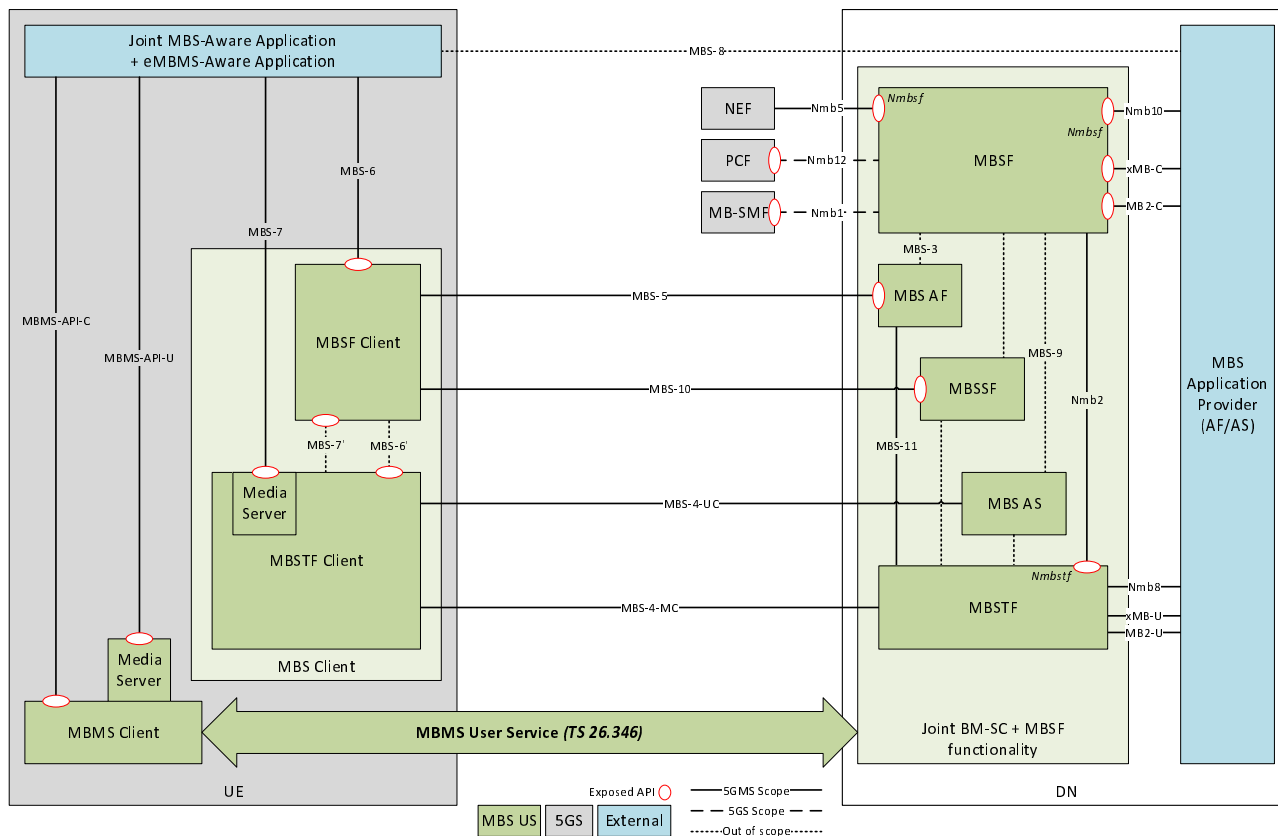 Joint MBS-Aware Application
+ eMBMS-Aware Application
MBS-8
NEF
Nmb5
Nmbsf
Nmbsf
Nmb10
PCF
Nmb12
MBSF
xMB-C
MB-SMF
Nmb1
MB2-C
MBS-6
MBS-7
MBS-3
MBS-5
MBS AF
MBMS-API-C
MBMS-API-U
MBSF Client
MBS-9
MBS
Application
Provider
(AF/AS)
MBS-10
MBSSF
Nmb2
MBS-7'
MBS-6'
MBS-11
Media
Server
MBS-4-UC
MBS AS
MBSTF Client
Nmbstf
Nmb8
MBS-4-MC
MBSTF
xMB-U
MB2-U
Media
Server
MBS Client
MBMS Client
MBMS User Service (TS 26.346)
Joint BM-SC + MBSF
functionality
UE
DN
Exposed API
5GMS Scope
5GS Scope
Out of scope
MBS US
5GS
External